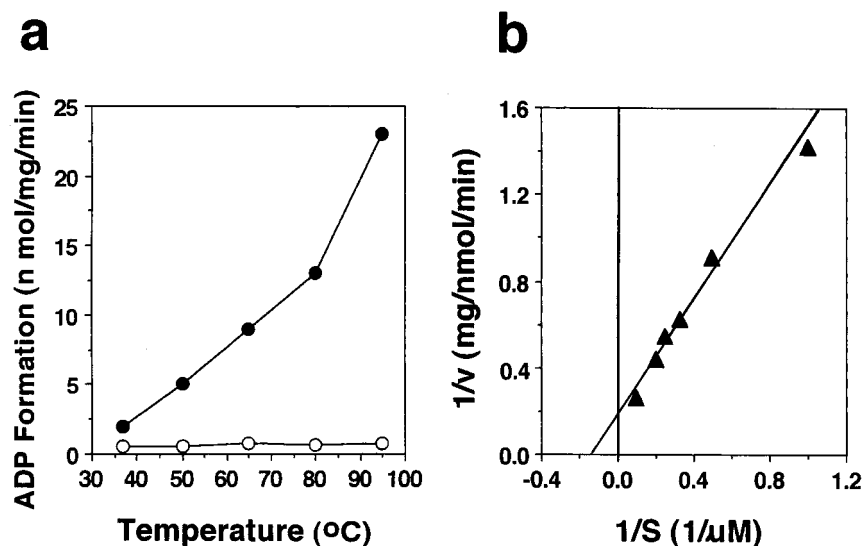 a
b
ADP Formation (n mol/mg/min)
25
20
15
10
5
0
30 40 50 60 70 80 90 100
Temperature (oC)
1/v (mg/nmol/min)
1.6
1.2
0.8
0.4
0.0
-0.4 0.0 0.4 0.8 1.2
1/S (1/µM)